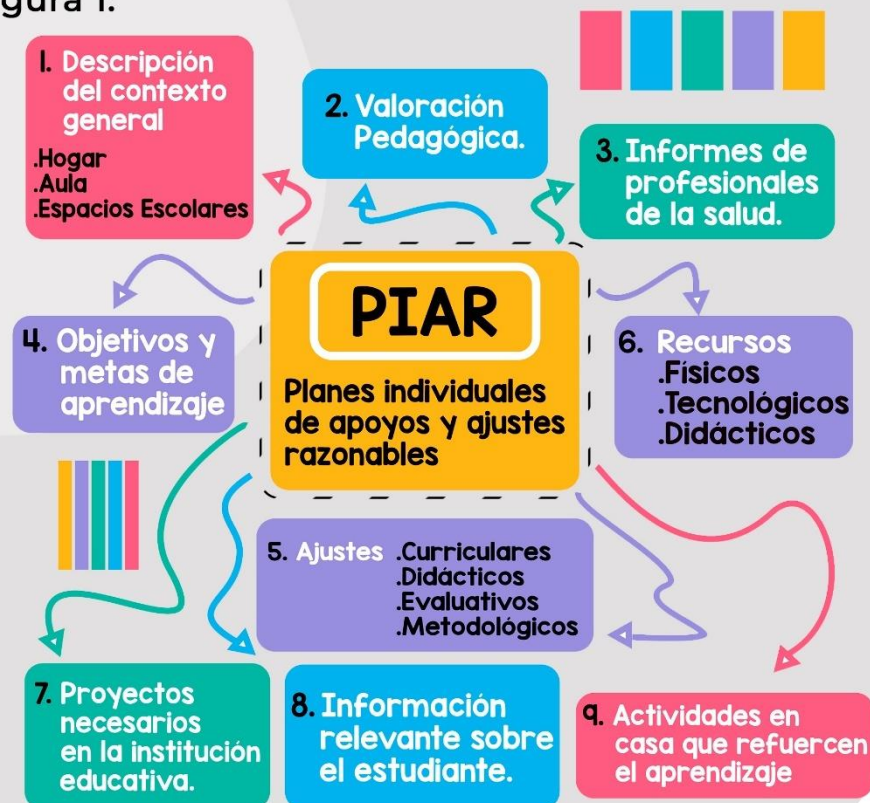 gura 1.
1. Descripción
del contexto
general
.Hogar
.Aula
.Espacios Escolares
2. Valoración
Pedagógica.
3. Informes de
profesionales
de la salud.
PIAR
Planes individuales
de apoyos y ajustes
razonables
4. Objetivos y
metas de
aprendizaje
6. Recursos
.Físicos
.Tecnológicos
.Didácticos
5. Ajustes .Curriculares
.Didácticos
.Evaluativos
.Metodológicos
7. Proyectos
necesarios
en la institución
educativa.
8. Información
relevante sobre
el estudiante.
9. Actividades en
casa que refuercen
el aprendizaje